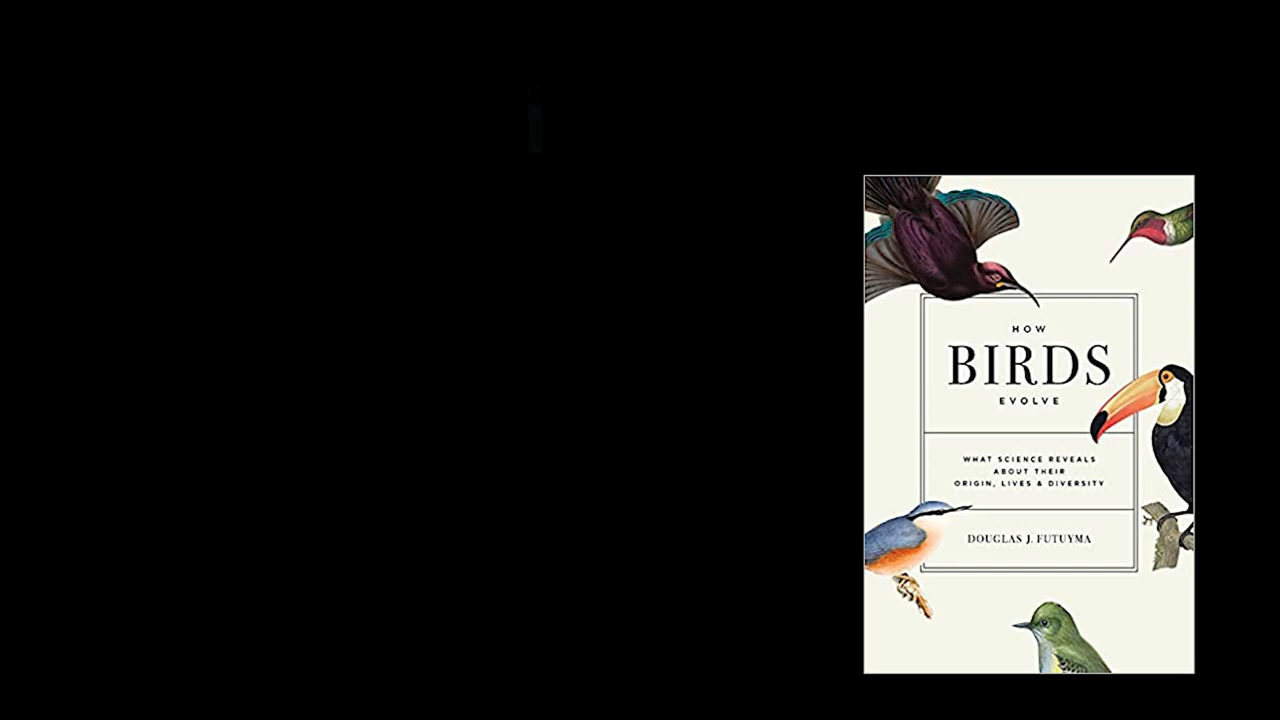 HOW
BIRDS
EVOLVE
WHAT SCIENCE REVEALS
ABOUT THEIR
ORIGIN, LIVES & DIVERSITY
DOUGLAS J. FUTUYMA